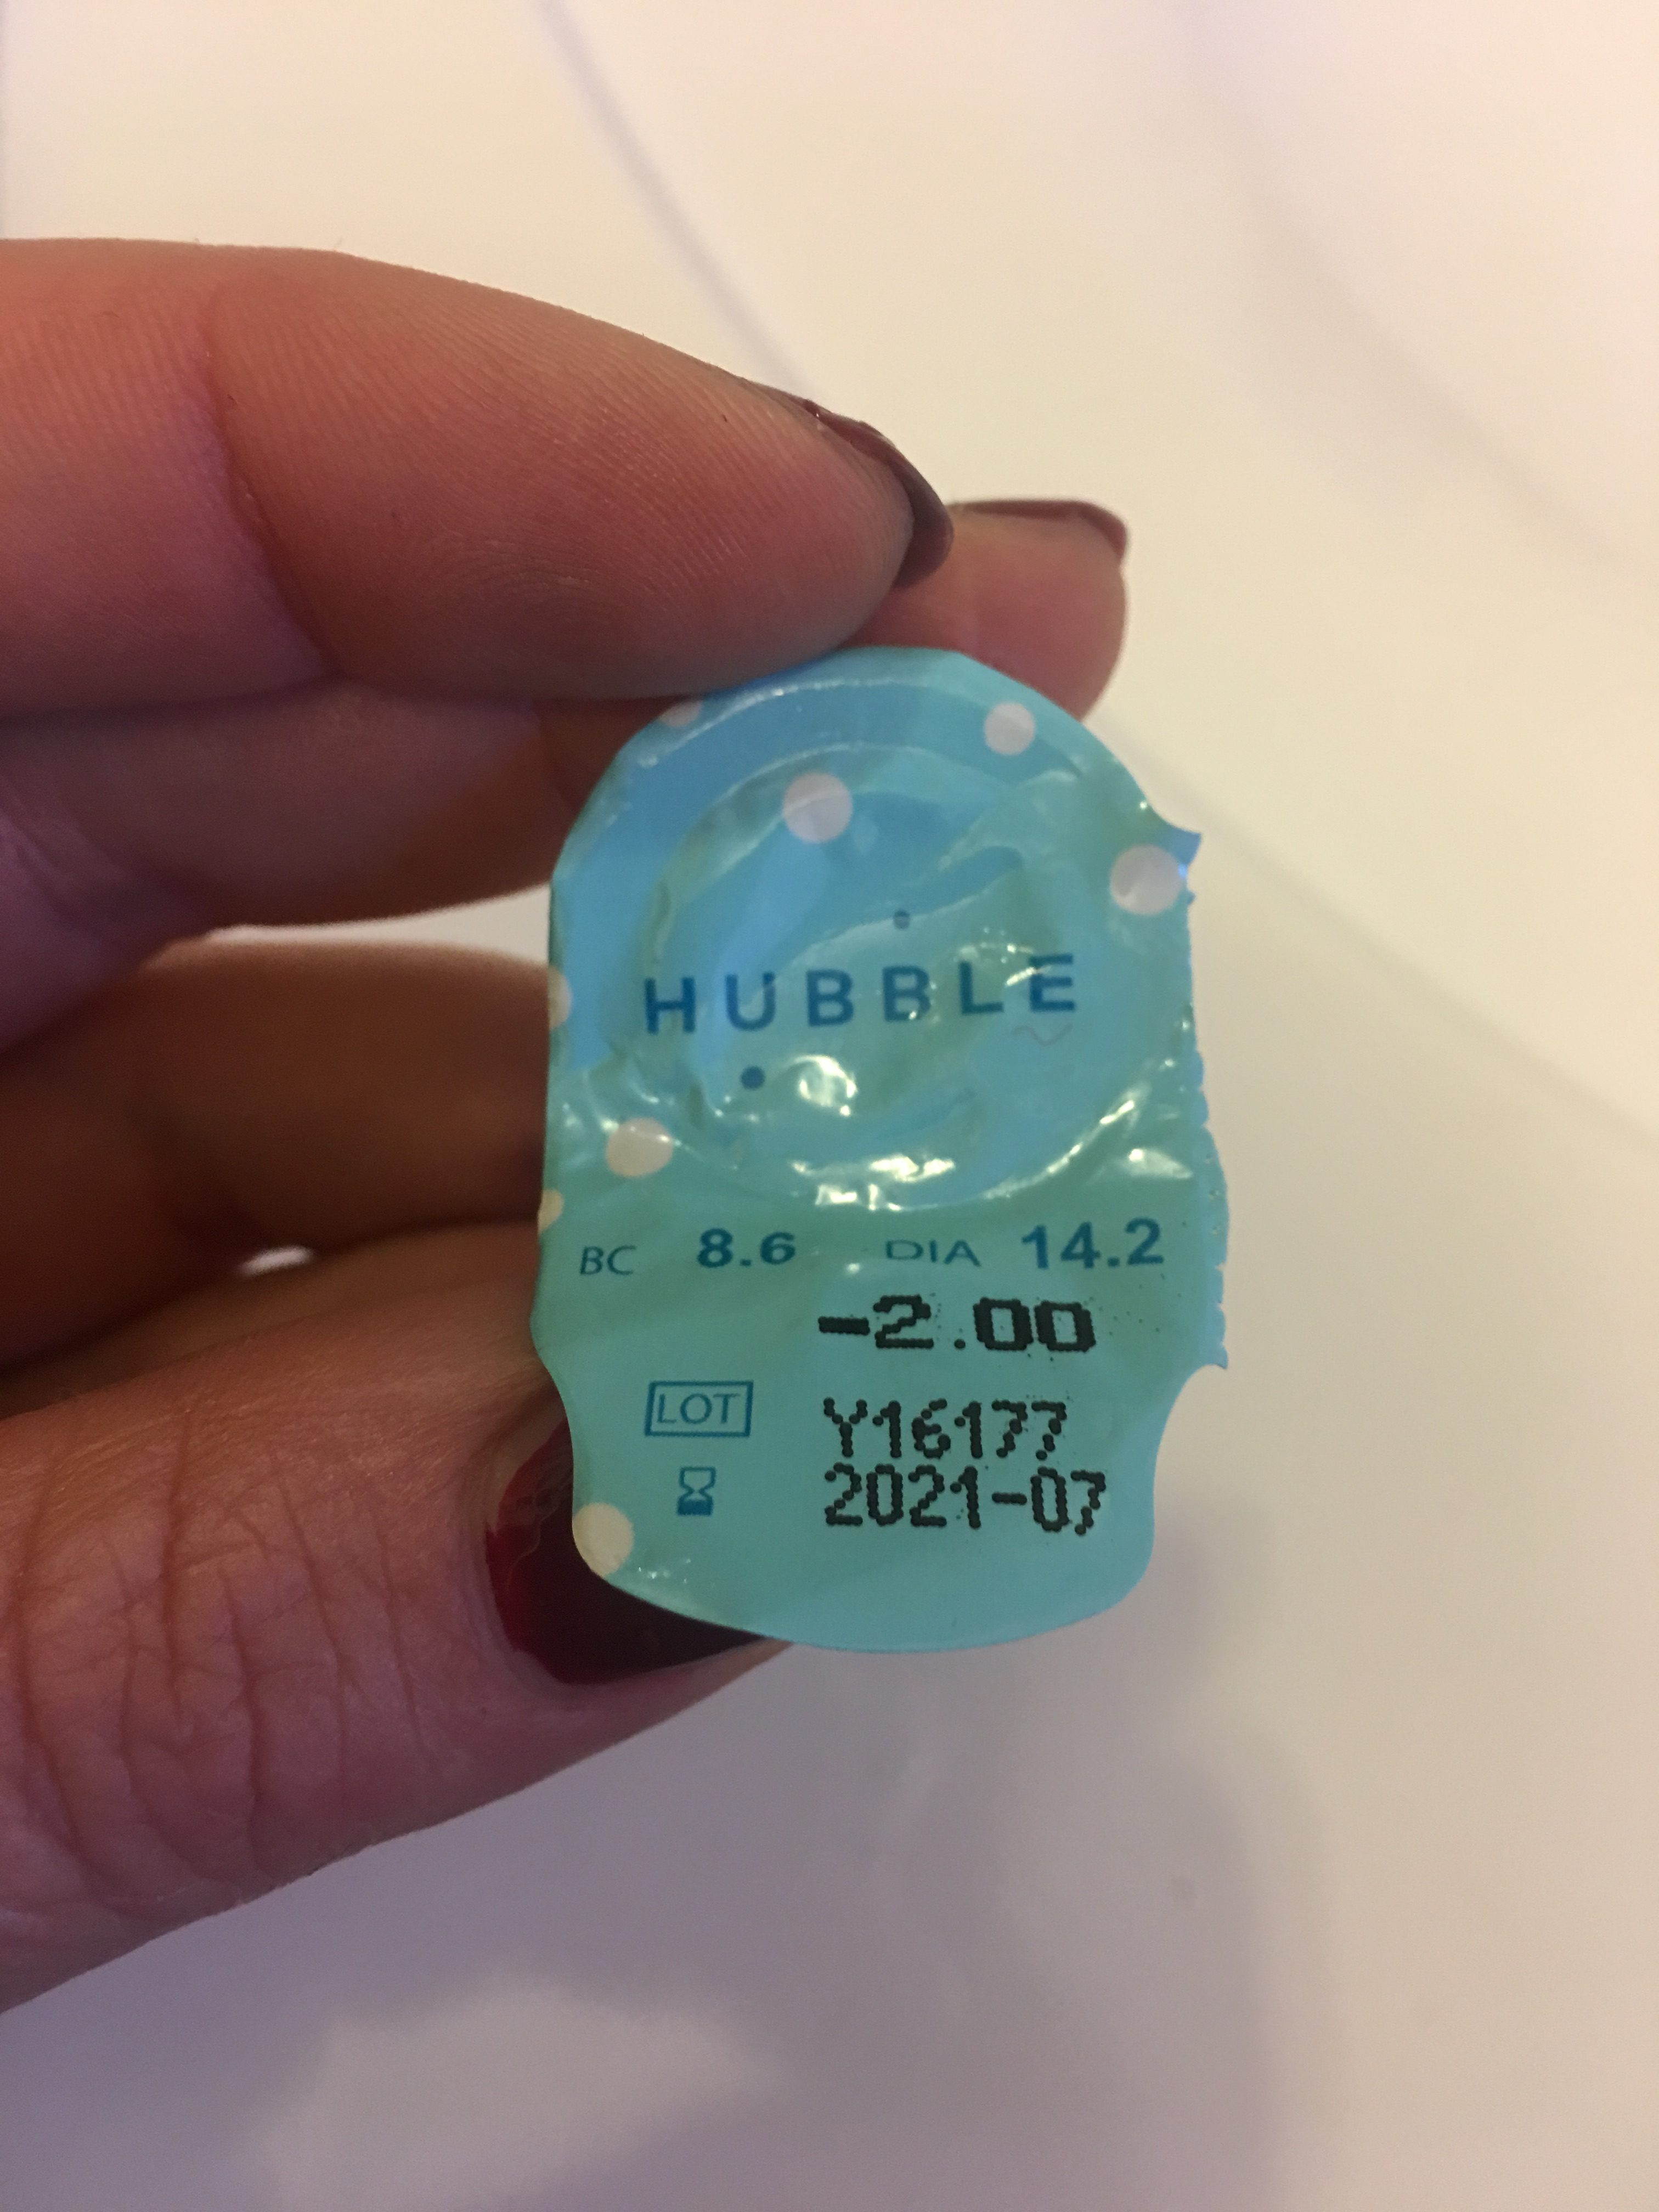 HUBBLE
BC 8.6 DIA 14.2
-2.00
LOT Y16177
2021-07